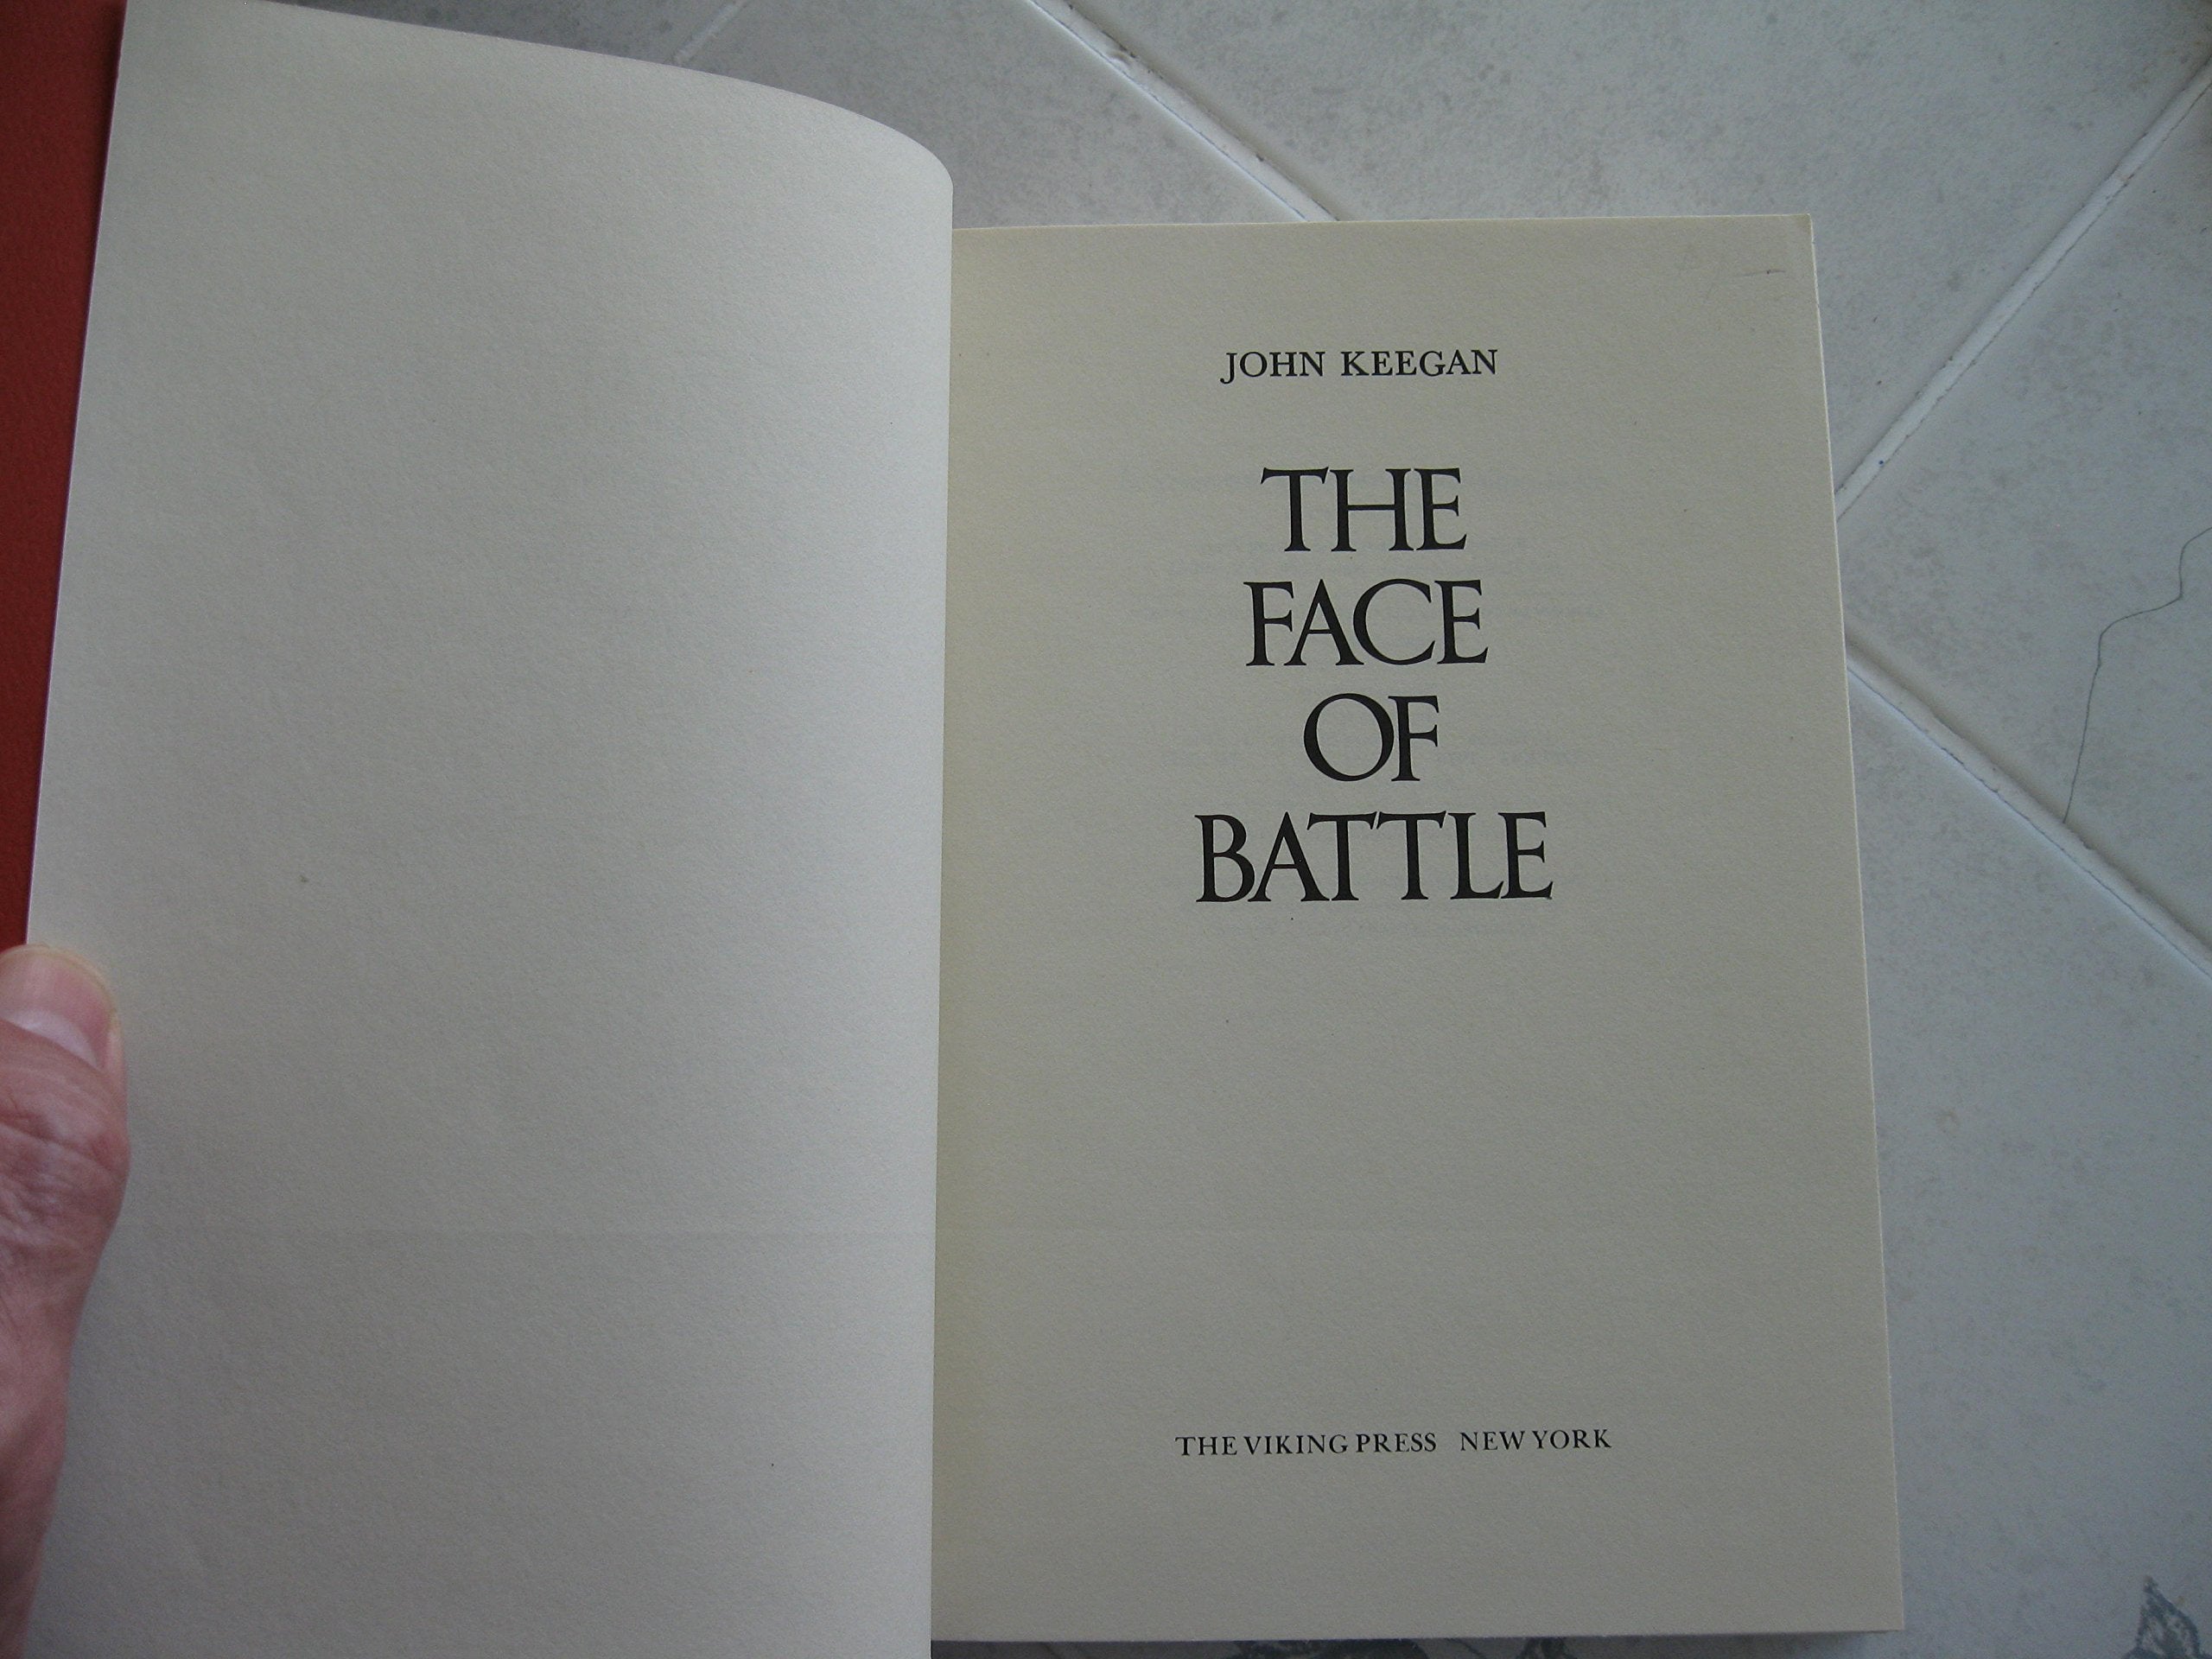 JOHN KEEGAN
THE
FACE
OF
BATTLE
THE VIKING PRESS NEW YORK